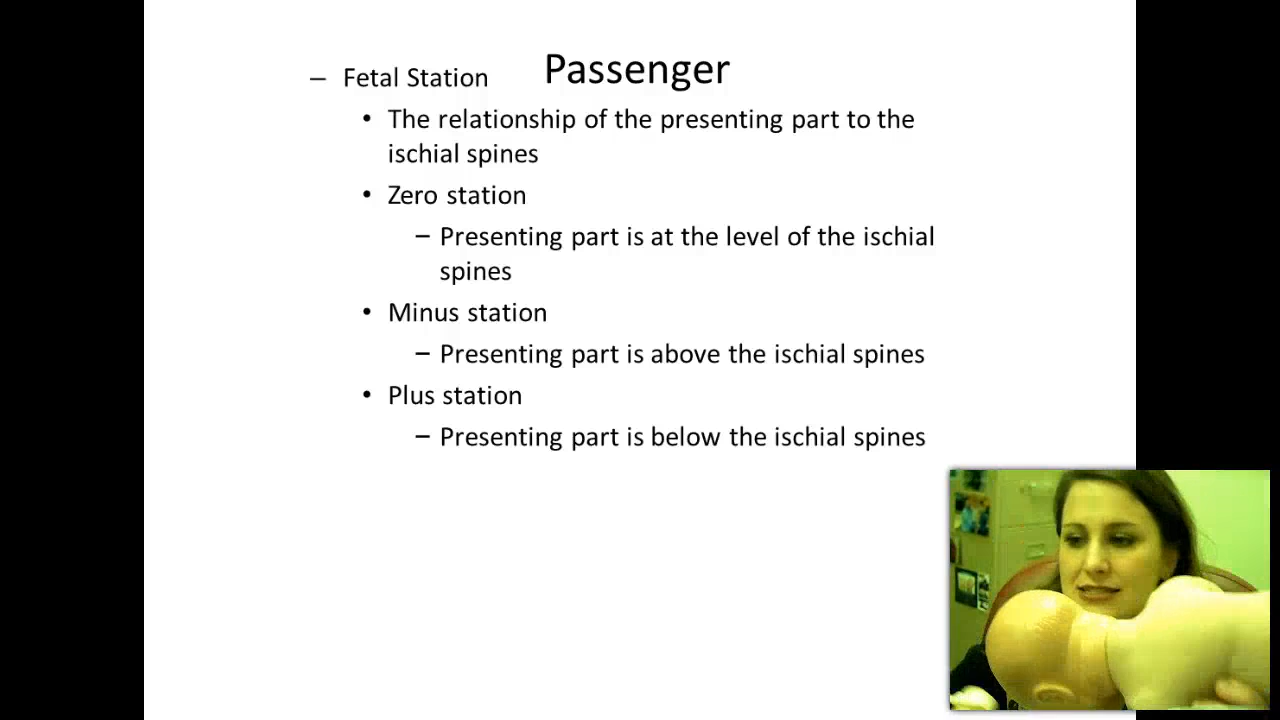 Passenger
– Fetal Station
• The relationship of the presenting part to the
ischial spines
• Zero station
– Presenting part is at the level of the ischial
spines
• Minus station
– Presenting part is above the ischial spines
• Plus station
– Presenting part is below the ischial spines